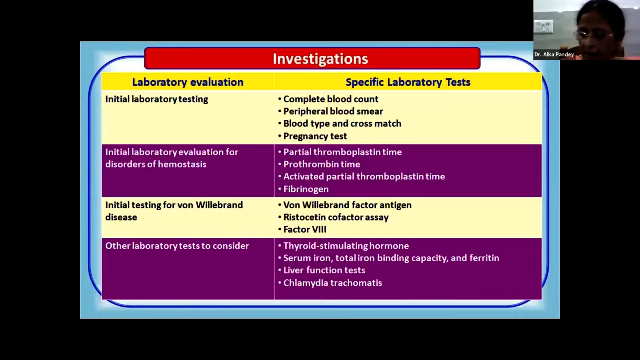 Investigations
Laboratory evaluation
Specific Laboratory Tests
Initial laboratory testing
• Complete blood count
• Peripheral blood smear
• Blood type and cross match
• Pregnancy test
Initial laboratory evaluation for
disorders of hemostasis
• Partial thromboplastin time
• Prothrombin time
• Activated partial thromboplastin time
• Fibrinogen
Initial testing for von Willebrand
disease
• Von Willebrand factor antigen
• Ristocetin cofactor assay
• Factor VIII
Other laboratory tests to consider
• Thyroid-stimulating hormone
• Serum iron, total iron binding capacity, and ferritin
• Liver function tests
• Chlamydia trachomatis
Dr. Alka Pandey